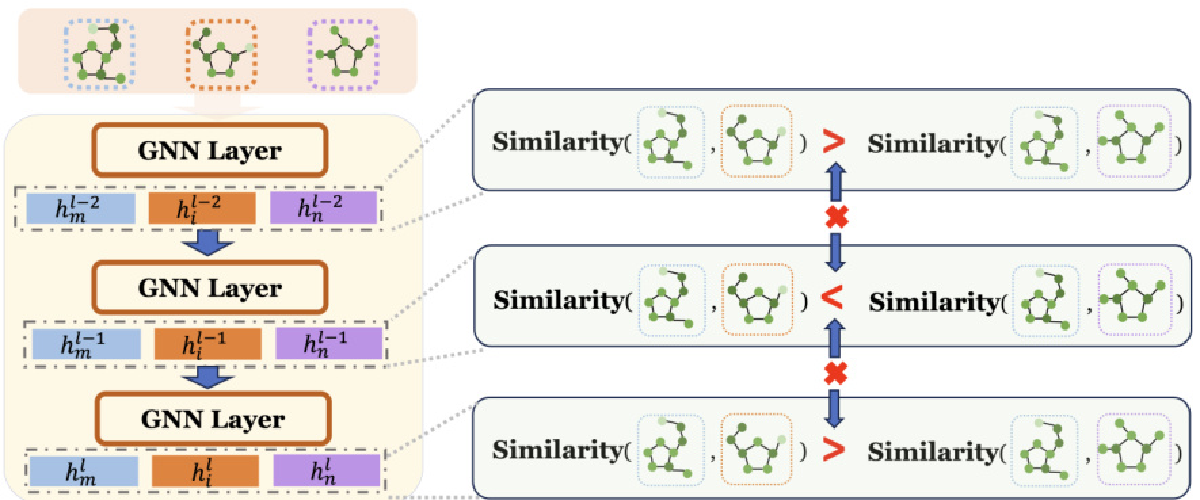 GNN Layer
h_m^{l-2} h_i^{l-2} h_n^{l-2}
GNN Layer
h_m^{l-1} h_i^{l-1} h_n^{l-1}
GNN Layer
h_m^l h_i^l h_n^l
Similarity( , ) > Similarity( , )
Similarity( , ) < Similarity( , )
Similarity( , ) > Similarity( , )